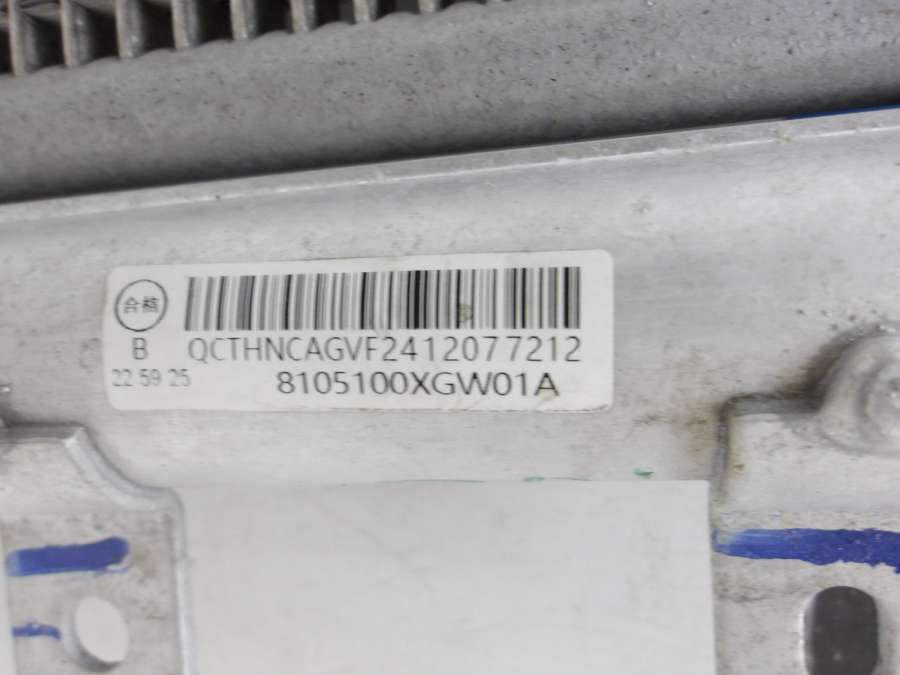 合格
B
QCTHNCAGVF2412077212
22 59 25
8105100XGW01A